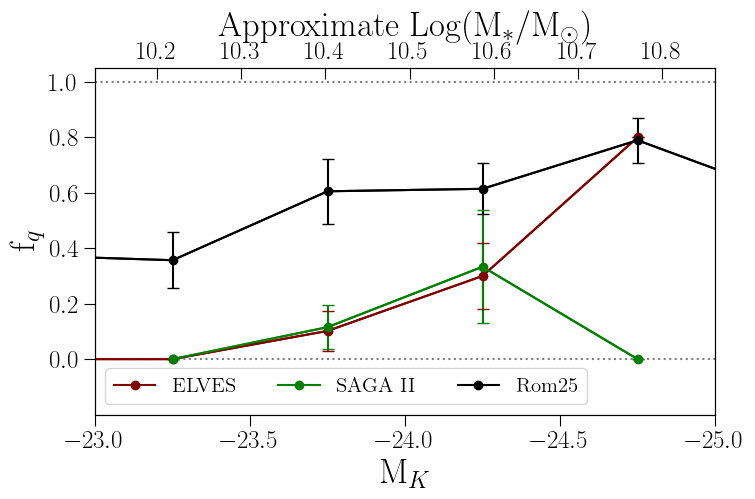 Approximate Log(M*/M☉)
10.2 10.3 10.4 10.5 10.6 10.7 10.8
1.0
0.8
0.6
0.4
0.2
0.0
f_q
ELVES SAGA II Rom25
−23.0 −23.5 −24.0 −24.5 −25.0
M_K